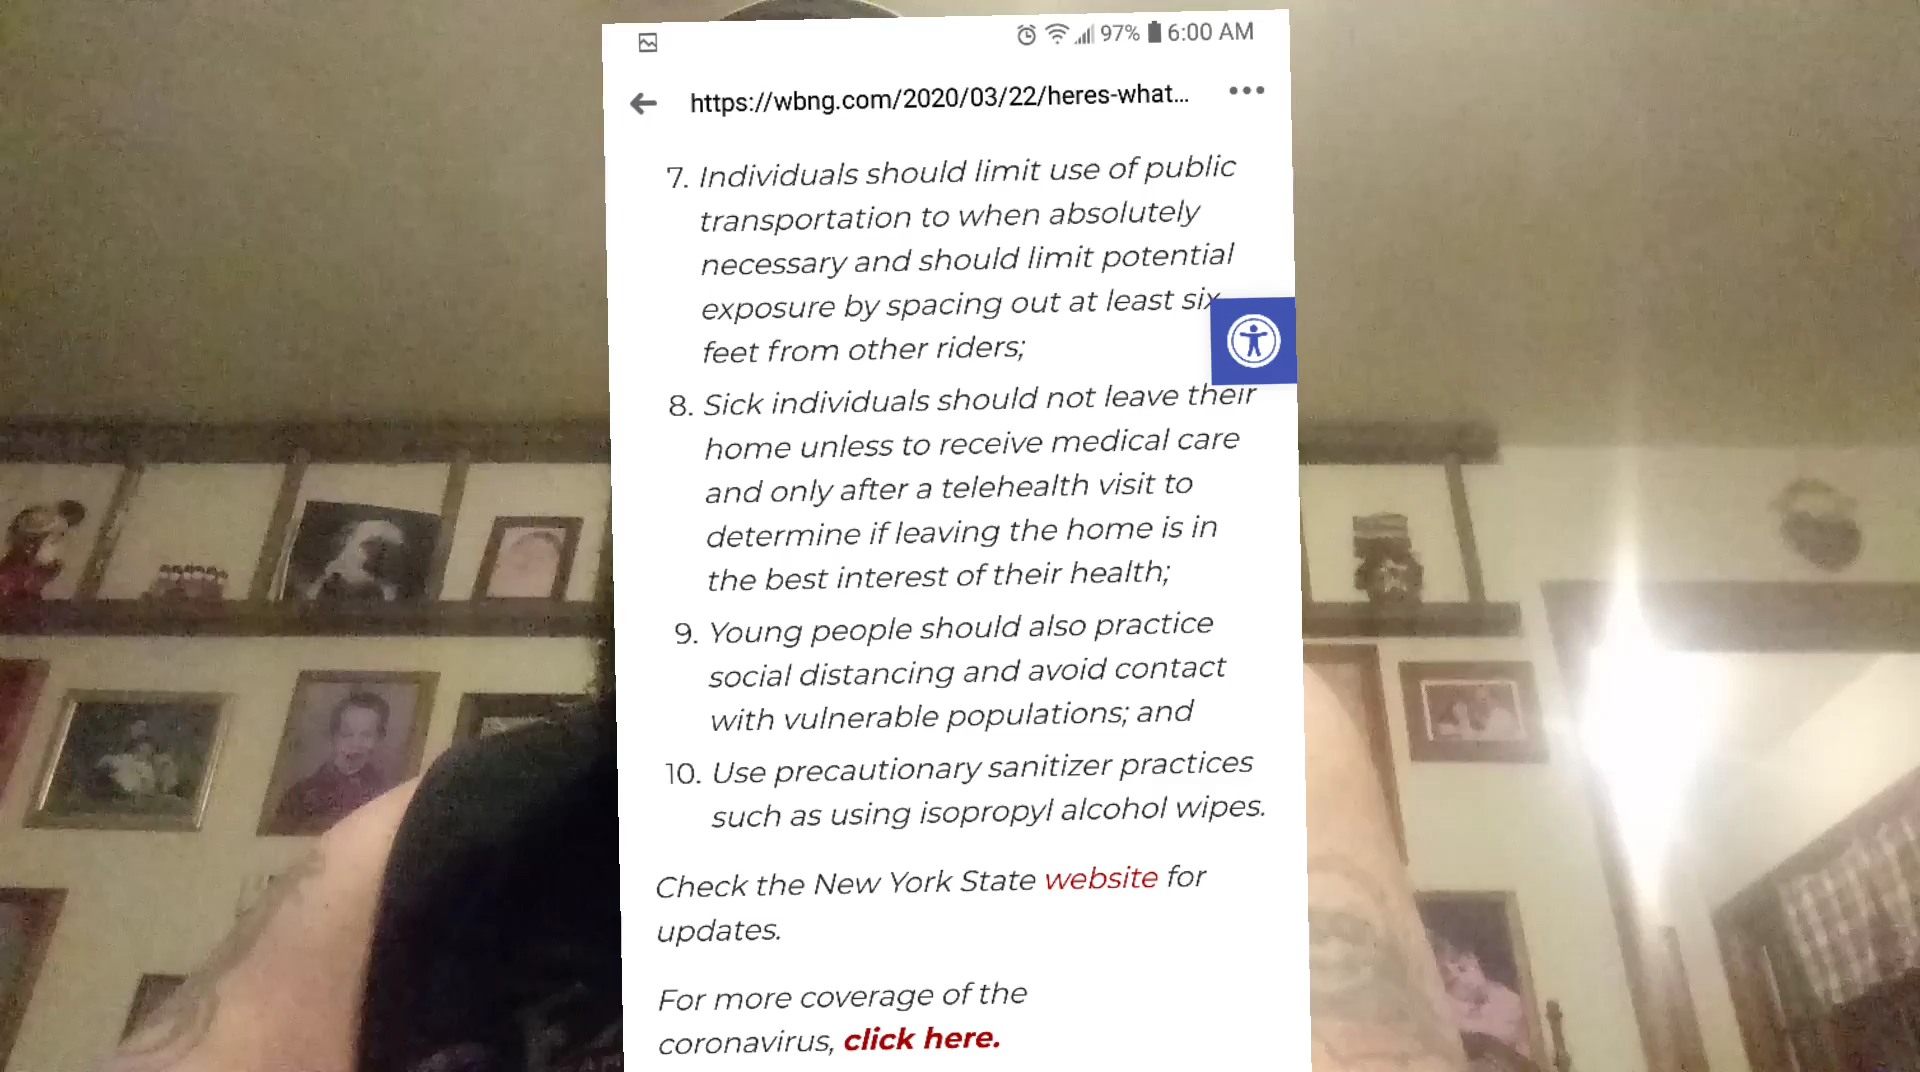 97% 6:00 AM
https://wbng.com/2020/03/22/heres-what...
7. Individuals should limit use of public
transportation to when absolutely
necessary and should limit potential
exposure by spacing out at least six
feet from other riders;
8. Sick individuals should not leave their
home unless to receive medical care
and only after a telehealth visit to
determine if leaving the home is in
the best interest of their health;
9. Young people should also practice
social distancing and avoid contact
with vulnerable populations; and
10. Use precautionary sanitizer practices
such as using isopropyl alcohol wipes.
Check the New York State website for
updates.
For more coverage of the
coronavirus, click here.